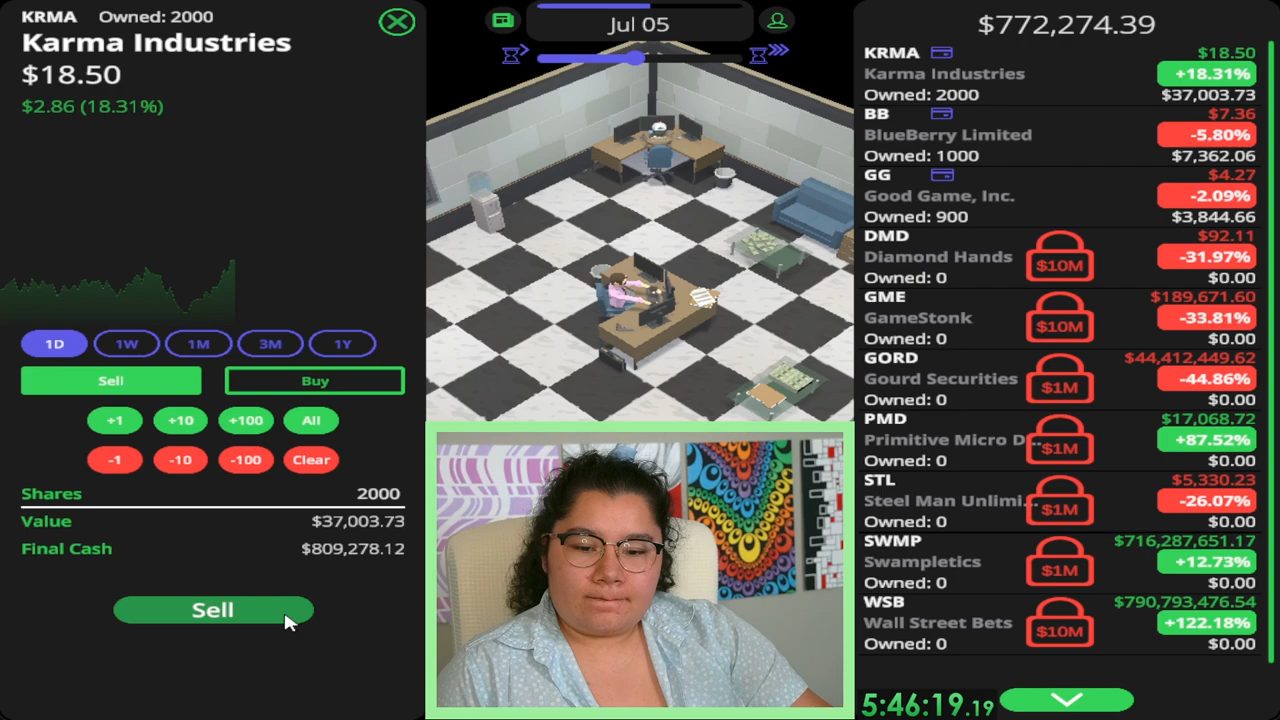 KRMA Owned: 2000
Karma Industries
$18.50
$2.86 (18.31%)
1D 1W 1M 3M 1Y
Sell Buy
+1 +10 +100 All
-1 -10 -100 Clear
Shares 2000
Value $37,003.73
Final Cash $809,278.12
Sell
Jul 05
$772,274.39
KRMA $18.50
Karma Industries +18.31%
Owned: 2000 $37,003.73
BB $7.36
BlueBerry Limited -5.80%
Owned: 1000 $7,362.06
GG $4.27
Good Game, Inc. -2.09%
Owned: 900 $3,844.66
DMD $92.11
Diamond Hands $10M -31.97%
Owned: 0 $0.00
GME $189,671.60
GameStonk $10M -33.81%
Owned: 0 $0.00
GORD $44,412,449.62
Gourd Securities $1M -44.86%
Owned: 0 $0.00
PMD $17,068.72
Primitive Micro D... $1M +87.52%
Owned: 0 $0.00
STL $5,330.23
Steel Man Unlimi... $1M -26.07%
Owned: 0 $0.00
SWMP $716,287,651.17
Swampletics $1M +12.73%
Owned: 0 $0.00
WSB $790,793,476.54
Wall Street Bets $10M +122.18%
Owned: 0 $0.00
5:46:19.19